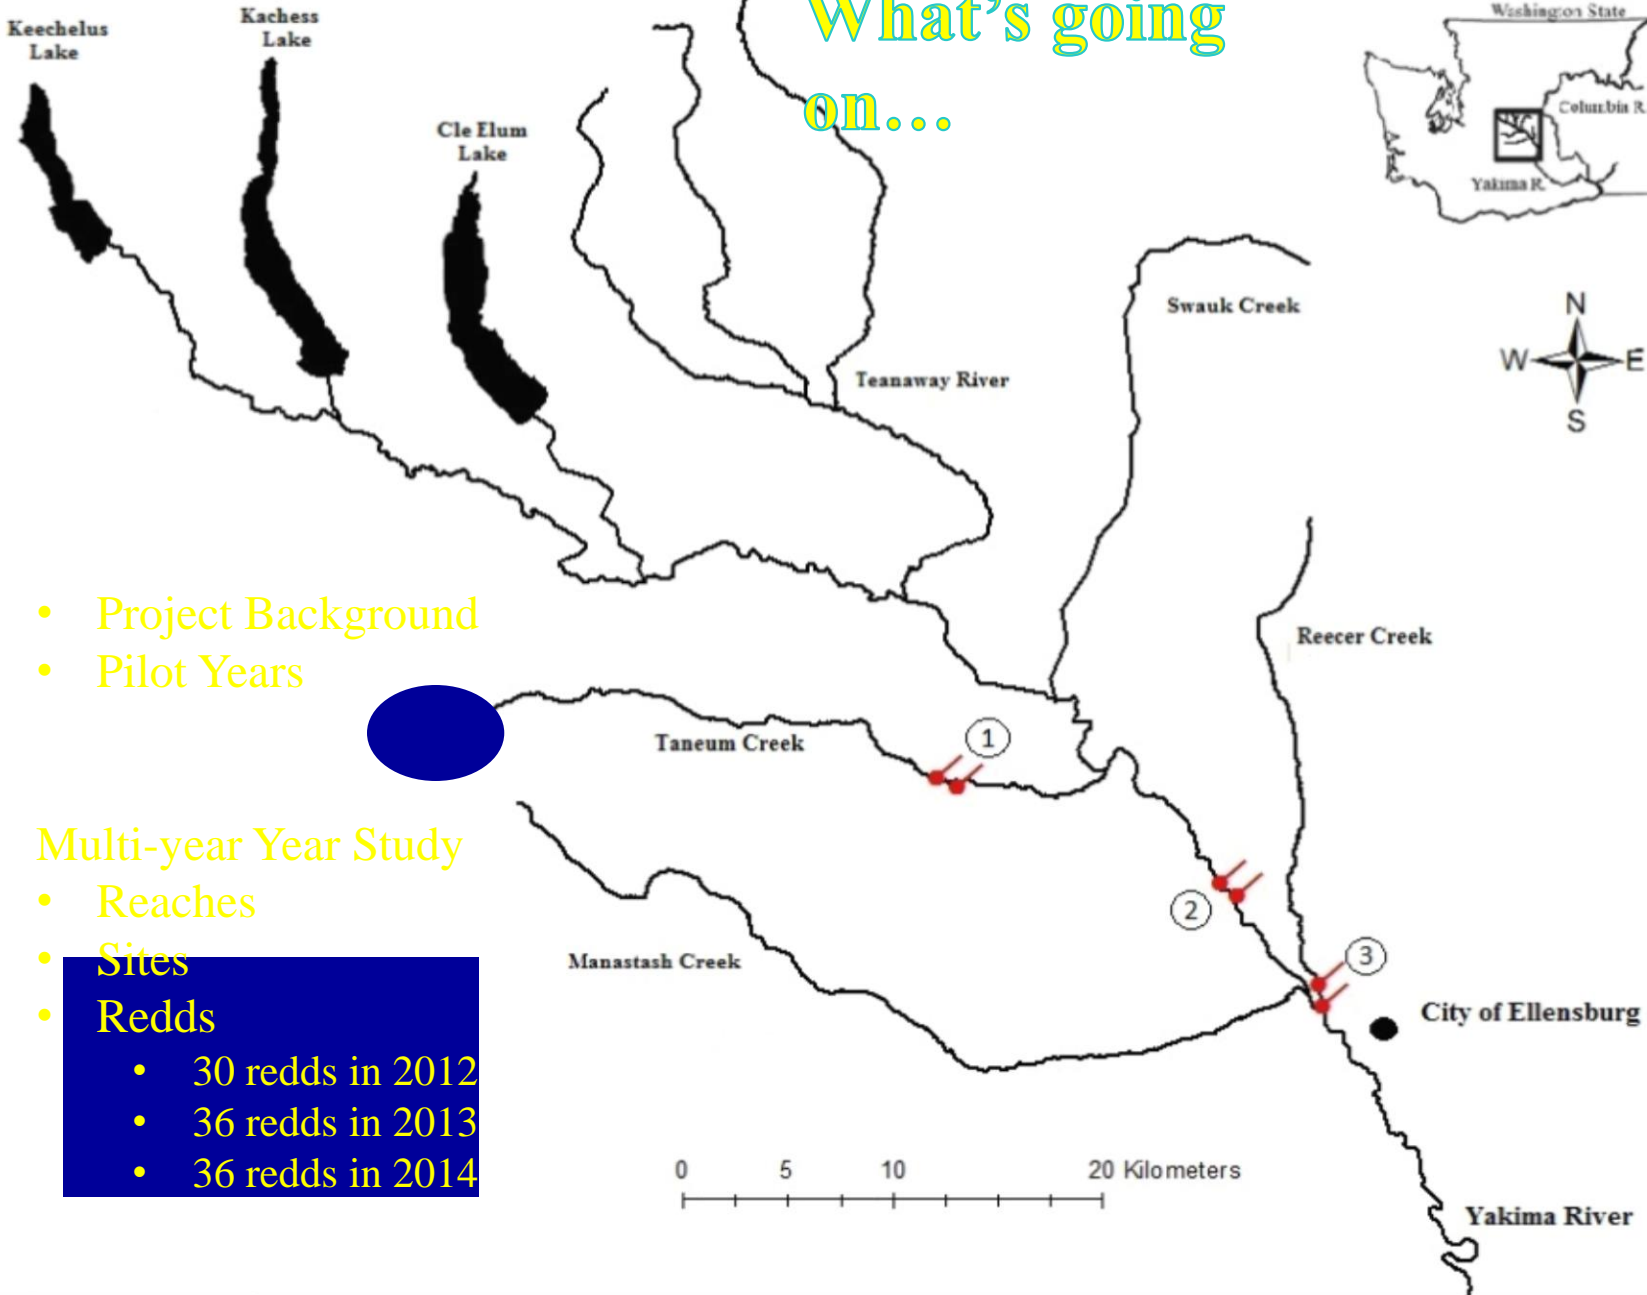 What's going
on...
Keechelus
Lake
Kachess
Lake
Cle Elum
Lake
Washington State
Columbia R.
Yakima R.
Swauk Creek
N
W
E
S
Teanaway River
• Project Background
• Pilot Years
Reecer Creek
Taneum Creek
1
Multi-year Year Study
• Reaches
• Sites
• Redds
• 30 redds in 2012
• 36 redds in 2013
• 36 redds in 2014
2
3
Manastash Creek
City of Ellensburg
0 5 10 20 Kilometers
Yakima River